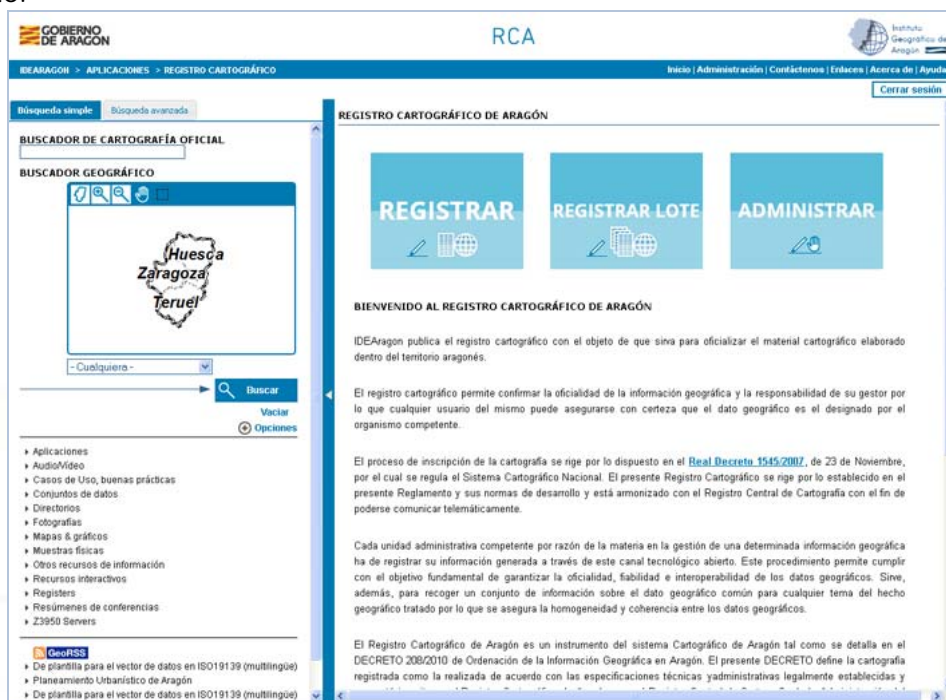 GOBIERNO
DE ARAGON
RCA
Instituto
Geográfico de
Aragón
IDEARAGON > APLICACIONES > REGISTRO CARTOGRÁFICO
Inicio | Administración | Contáctenos | Enlaces | Acerca de | Ayuda
Cerrar sesión
Búsqueda simple
Búsqueda avanzada
BUSCADOR DE CARTOGRAFÍA OFICIAL
BUSCADOR GEOGRÁFICO
Huesca
Zaragoza
Teruel
- Cualquiera -
Buscar
Vaciar
Opciones
Aplicaciones
Audio/Vídeo
Casos de Uso, buenas prácticas
Conjuntos de datos
Directorios
Fotografías
Mapas & gráficos
Muestras físicas
Otros recursos de información
Recursos interactivos
Registers
Resúmenes de conferencias
Z3950 Servers
GeoRSS
De plantilla para el vector de datos en ISO19139 (multilingüe)
Planeamiento Urbanístico de Aragón
De plantilla para el vector de datos en ISO19139 (multilingüe)
REGISTRO CARTOGRÁFICO DE ARAGÓN
REGISTRAR
REGISTRAR LOTE
ADMINISTRAR
BIENVENIDO AL REGISTRO CARTOGRÁFICO DE ARAGÓN
IDEAragon publica el registro cartográfico con el objeto de que sirva para oficializar el material cartográfico elaborado
dentro del territorio aragonés.
El registro cartográfico permite confirmar la oficialidad de la información geográfica y la responsabilidad de su gestor por
lo que cualquier usuario del mismo puede asegurarse con certeza que el dato geográfico es el designado por el
organismo competente.
El proceso de inscripción de la cartografía se rige por lo dispuesto en el Real Decreto 1545/2007, de 23 de Noviembre,
por el cual se regula el Sistema Cartográfico Nacional. El presente Registro Cartográfico se rige por lo establecido en el
presente Reglamento y sus normas de desarrollo y está armonizado con el Registro Central de Cartografía con el fin de
poderse comunicar telemáticamente.
Cada unidad administrativa competente por razón de la materia en la gestión de una determinada información geográfica
ha de registrar su información generada a través de este canal tecnológico abierto. Este procedimiento permite cumplir
con el objetivo fundamental de garantizar la oficialidad, fiabilidad e interoperabilidad de los datos geográficos. Sirve,
además, para recoger un conjunto de información sobre el dato geográfico común para cualquier tema del hecho
geográfico tratado por lo que se asegura la homogeneidad y coherencia entre los datos geográficos.
El Registro Cartográfico de Aragón es un instrumento del sistema Cartográfico de Aragón tal como se detalla en el
DECRETO 208/2010 de Ordenación de la Información Geográfica en Aragón. El presente DECRETO define la cartografía
registrada como la realizada de acuerdo con las especificaciones técnicas yadministrativas legalmente establecidas y